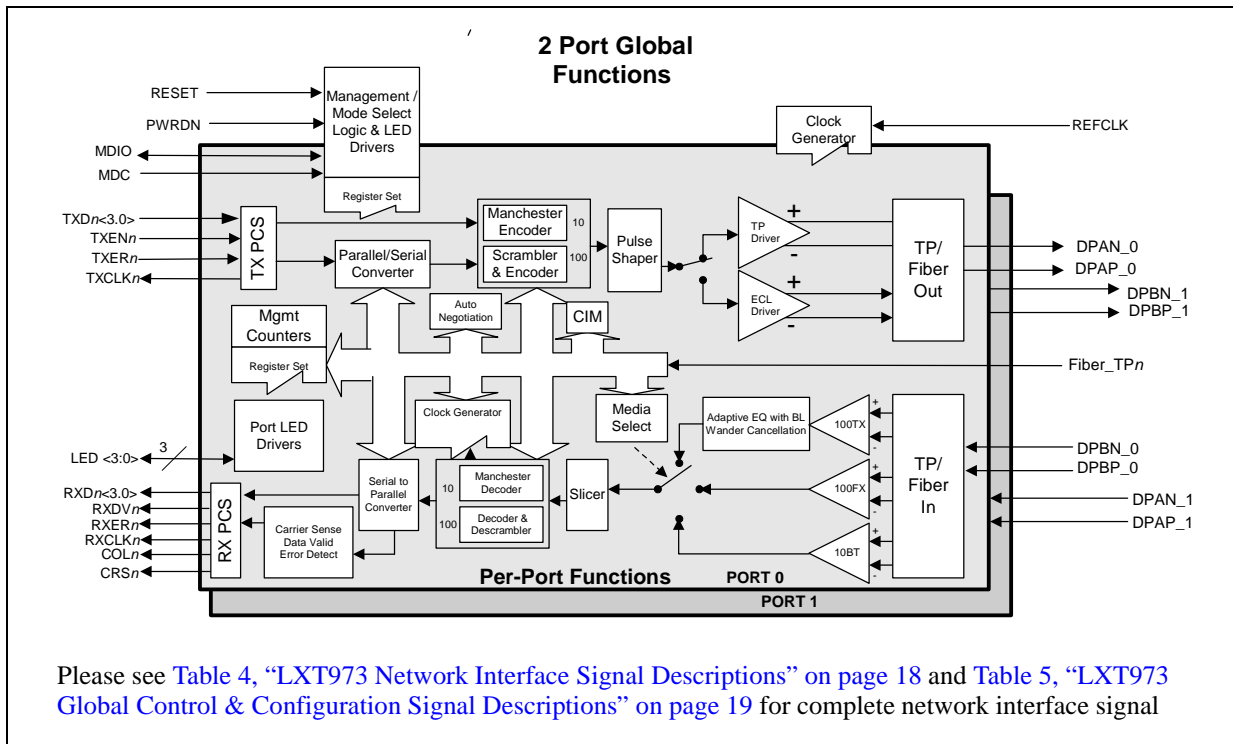 2 Port Global
Functions
RESET
PWRDN
MDIO
MDC
Management /
Mode Select
Logic & LED
Drivers
Register Set
Clock
Generator
REFCLK
TXDn<3.0>
TXENn
TXERn
TXCLKn
TX PCS
Parallel/Serial
Converter
Manchester
Encoder
10
Scrambler
& Encoder
100
Pulse
Shaper
TP
Driver
+
-
ECL
Driver
+
-
TP/
Fiber
Out
DPAN_0
DPAP_0
DPBN_1
DPBP_1
Auto
Negotiation
CIM
Mgmt
Counters
Register Set
Fiber_TPn
Port LED
Drivers
LED <3:0>
3
Clock Generator
Media
Select
Adaptive EQ with BL
Wander Cancellation
100TX
+
-
100FX
+
-
10BT
+
-
TP/
Fiber
In
DPBN_0
DPBP_0
DPAN_1
DPAP_1
RXDn<3.0>
RXDVn
RXERn
RXCLKn
COLn
CRSn
RX PCS
Carrier Sense
Data Valid
Error Detect
Serial to
Parallel
Converter
10
Manchester
Decoder
100
Decoder &
Descrambler
Slicer
Per-Port Functions
PORT 0
PORT 1
Please see Table 4, “LXT973 Network Interface Signal Descriptions” on page 18 and Table 5, “LXT973
Global Control & Configuration Signal Descriptions” on page 19 for complete network interface signal